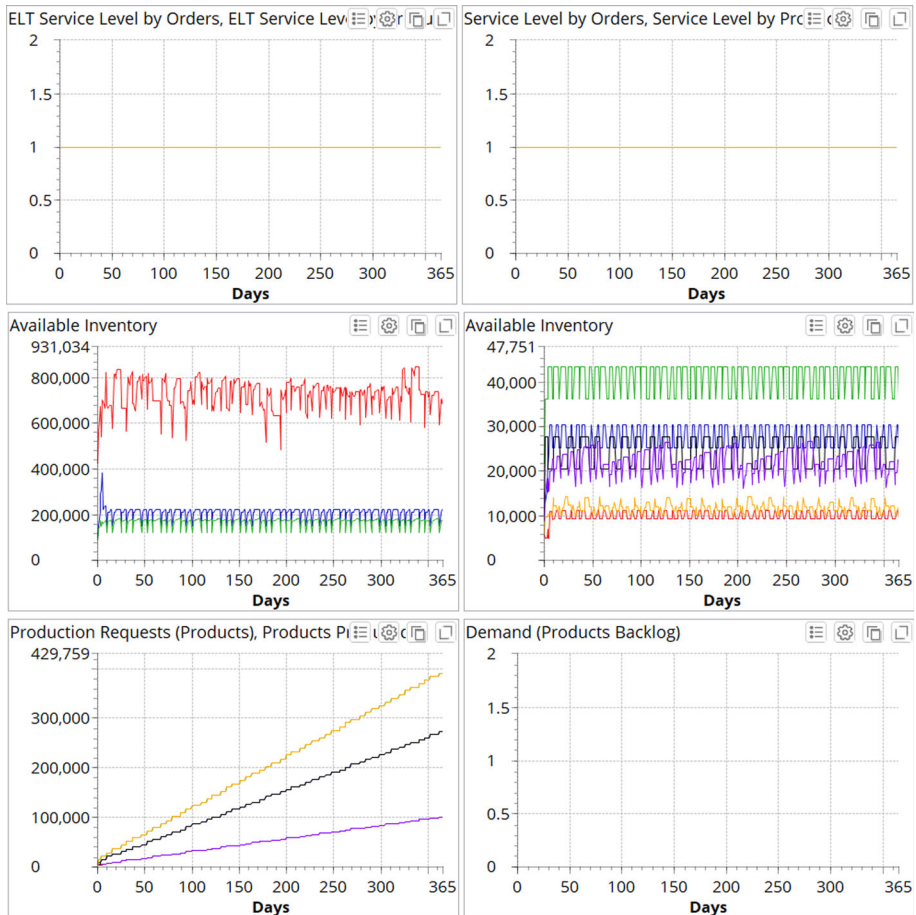 ELT Service Level by Orders, ELT Service Level by
2
1.5
1
0.5
0
0 50 100 150 200 250 300 365
Days
Service Level by Orders, Service Level by
2
1.5
1
0.5
0
0 50 100 150 200 250 300 365
Days
Available Inventory
931,034
800,000
600,000
400,000
200,000
0
0 50 100 150 200 250 300 365
Days
Available Inventory
47,751
40,000
30,000
20,000
10,000
0
0 50 100 150 200 250 300 365
Days
Production Requests (Products), Products
429,759
300,000
200,000
100,000
0
0 50 100 150 200 250 300 365
Days
Demand (Products Backlog)
2
1.5
1
0.5
0
0 50 100 150 200 250 300 365
Days